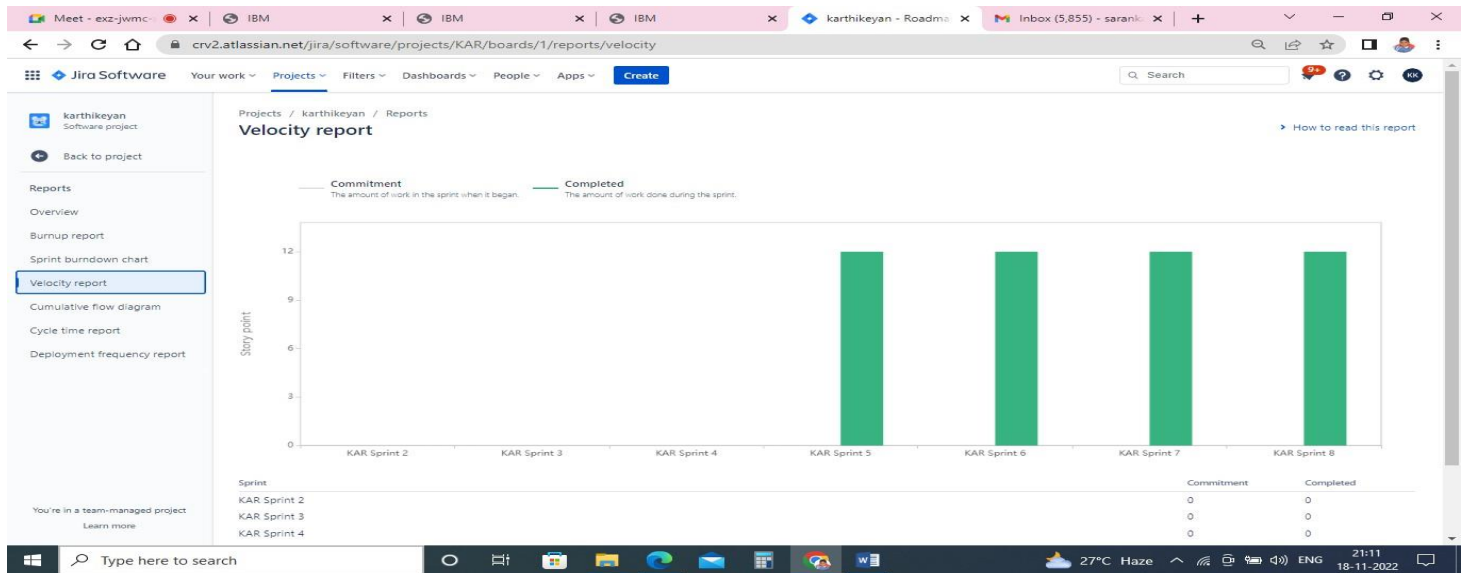 Meet - exz-jwmc-
IBM
IBM
IBM
karthikeyan - Roadma
Inbox (5,855) - sarank
crv2.atlassian.net/jira/software/projects/KAR/boards/1/reports/velocity
Jira Software
Your work
Projects
Filters
Dashboards
People
Apps
Create
Search
9+
KK
karthikeyan
Software project
Back to project
Reports
Overview
Burnup report
Sprint burndown chart
Velocity report
Cumulative flow diagram
Cycle time report
Deployment frequency report
You're in a team-managed project
Learn more
Projects / karthikeyan / Reports
Velocity report
How to read this report
Commitment
The amount of work in the sprint when it began.
Completed
The amount of work done during the sprint.
Story point
12
9
6
3
0
KAR Sprint 2
KAR Sprint 3
KAR Sprint 4
KAR Sprint 5
KAR Sprint 6
KAR Sprint 7
KAR Sprint 8
Sprint Commitment Completed
KAR Sprint 2 0 0
KAR Sprint 3 0 0
KAR Sprint 4 0 0
Type here to search
27°C Haze
ENG
21:11
18-11-2022